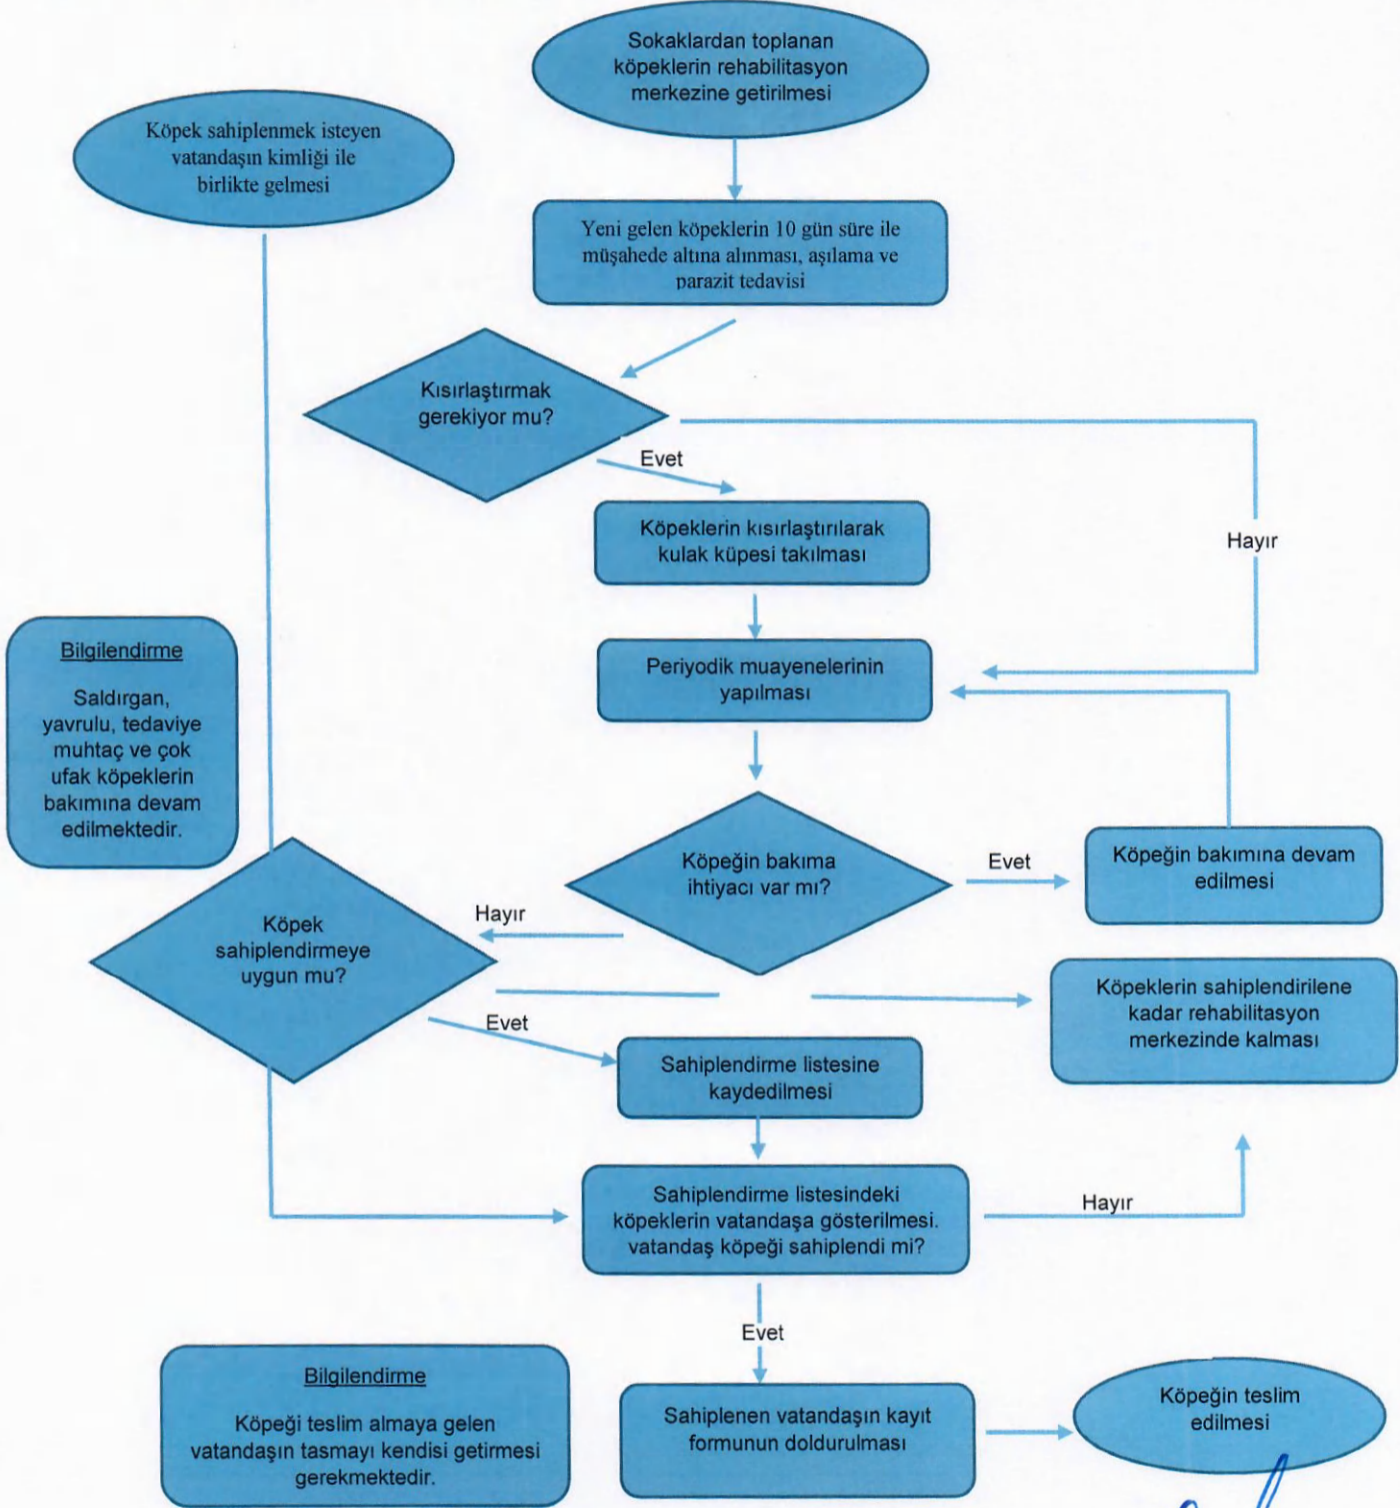 Sokaklardan toplanan
köpeklerin rehabilitasyon
merkezine getirilmesi
Köpek sahiplenmek isteyen
vatandaşın kimliği ile
birlikte gelmesi
Yeni gelen köpeklerin 10 gün süre ile
müşahede altına alınması, aşılama ve
parazit tedavisi
Kısırlaştırmak
gerekiyor mu?
Evet
Köpeklerin kısırlaştırılarak
kulak küpesi takılması
Hayır
Bilgilendirme
Saldırgan,
yavrulu, tedaviye
muhtaç ve çok
ufak köpeklerin
bakımına devam
edilmektedir.
Periyodik muayenelerinin
yapılması
Köpeğin bakıma
ihtiyacı var mı?
Evet
Köpeğin bakımına devam
edilmesi
Hayır
Köpek
sahiplendirmeye
uygun mu?
Köpeklerin sahiplendirilene
kadar rehabilitasyon
merkezinde kalması
Evet
Sahiplendirme listesine
kaydedilmesi
Sahiplendirme listesindeki
köpeklerin vatandaşa gösterilmesi.
vatandaş köpeği sahiplendi mi?
Hayır
Evet
Bilgilendirme
Köpeği teslim almaya gelen
vatandaşın tasmayı kendisi getirmesi
gerekmektedir.
Sahiplenen vatandaşın kayıt
formunun doldurulması
Köpeğin teslim
edilmesi